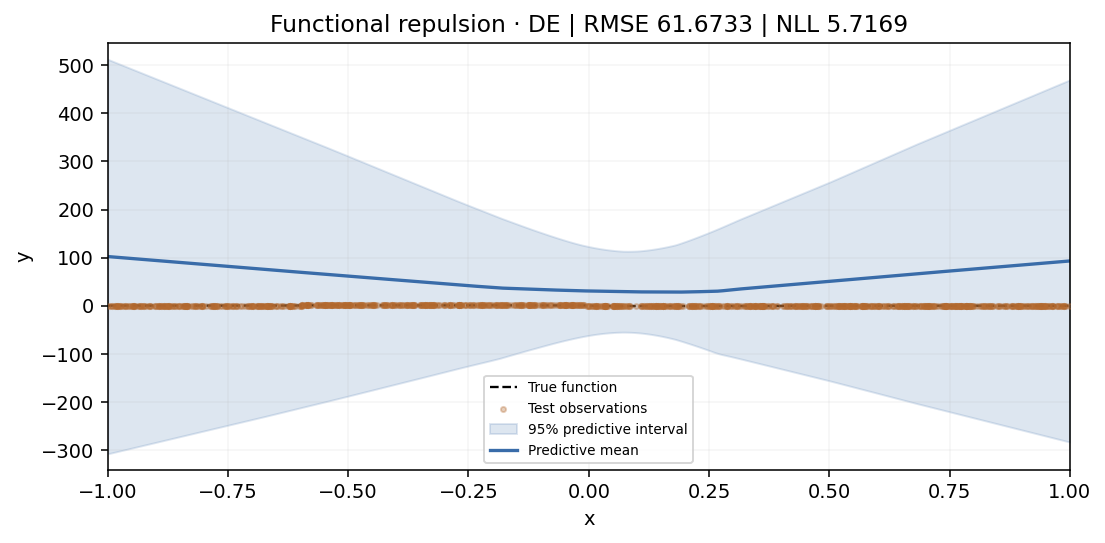 Functional repulsion · DE | RMSE 61.6733 | NLL 5.7169
500
400
300
200
100
0
−100
−200
−300
y
True function
Test observations
95% predictive interval
Predictive mean
−1.00 −0.75 −0.50 −0.25 0.00 0.25 0.50 0.75 1.00
x